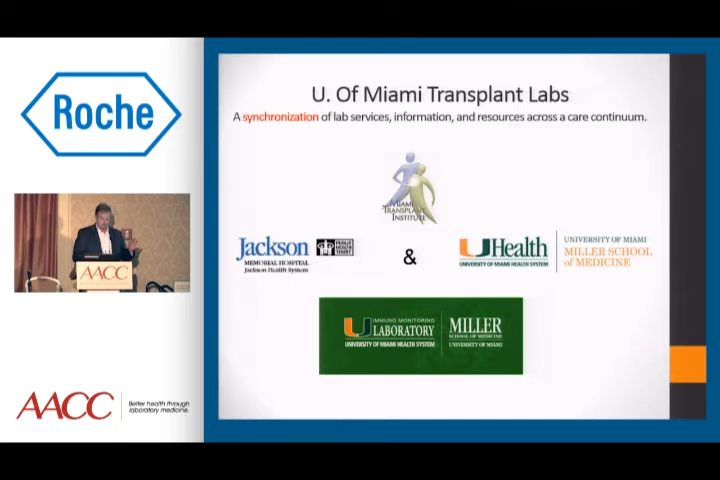 Roche
AACC
AACC
Better health through
laboratory medicine.
U. Of Miami Transplant Labs
A synchronization of lab services, information, and resources across a care continuum.
MIAMI
TRANSPLANT
INSTITUTE
Jackson
MEMORIAL HOSPITAL
Jackson Health System
PUBLIC
HEALTH
TRUST
&
UHealth
UNIVERSITY OF MIAMI HEALTH SYSTEM
UNIVERSITY OF MIAMI
MILLER SCHOOL
of MEDICINE
U IMMUNO MONITORING
LABORATORY
UNIVERSITY OF MIAMI HEALTH SYSTEM
MILLER
SCHOOL OF MEDICINE
UNIVERSITY OF MIAMI